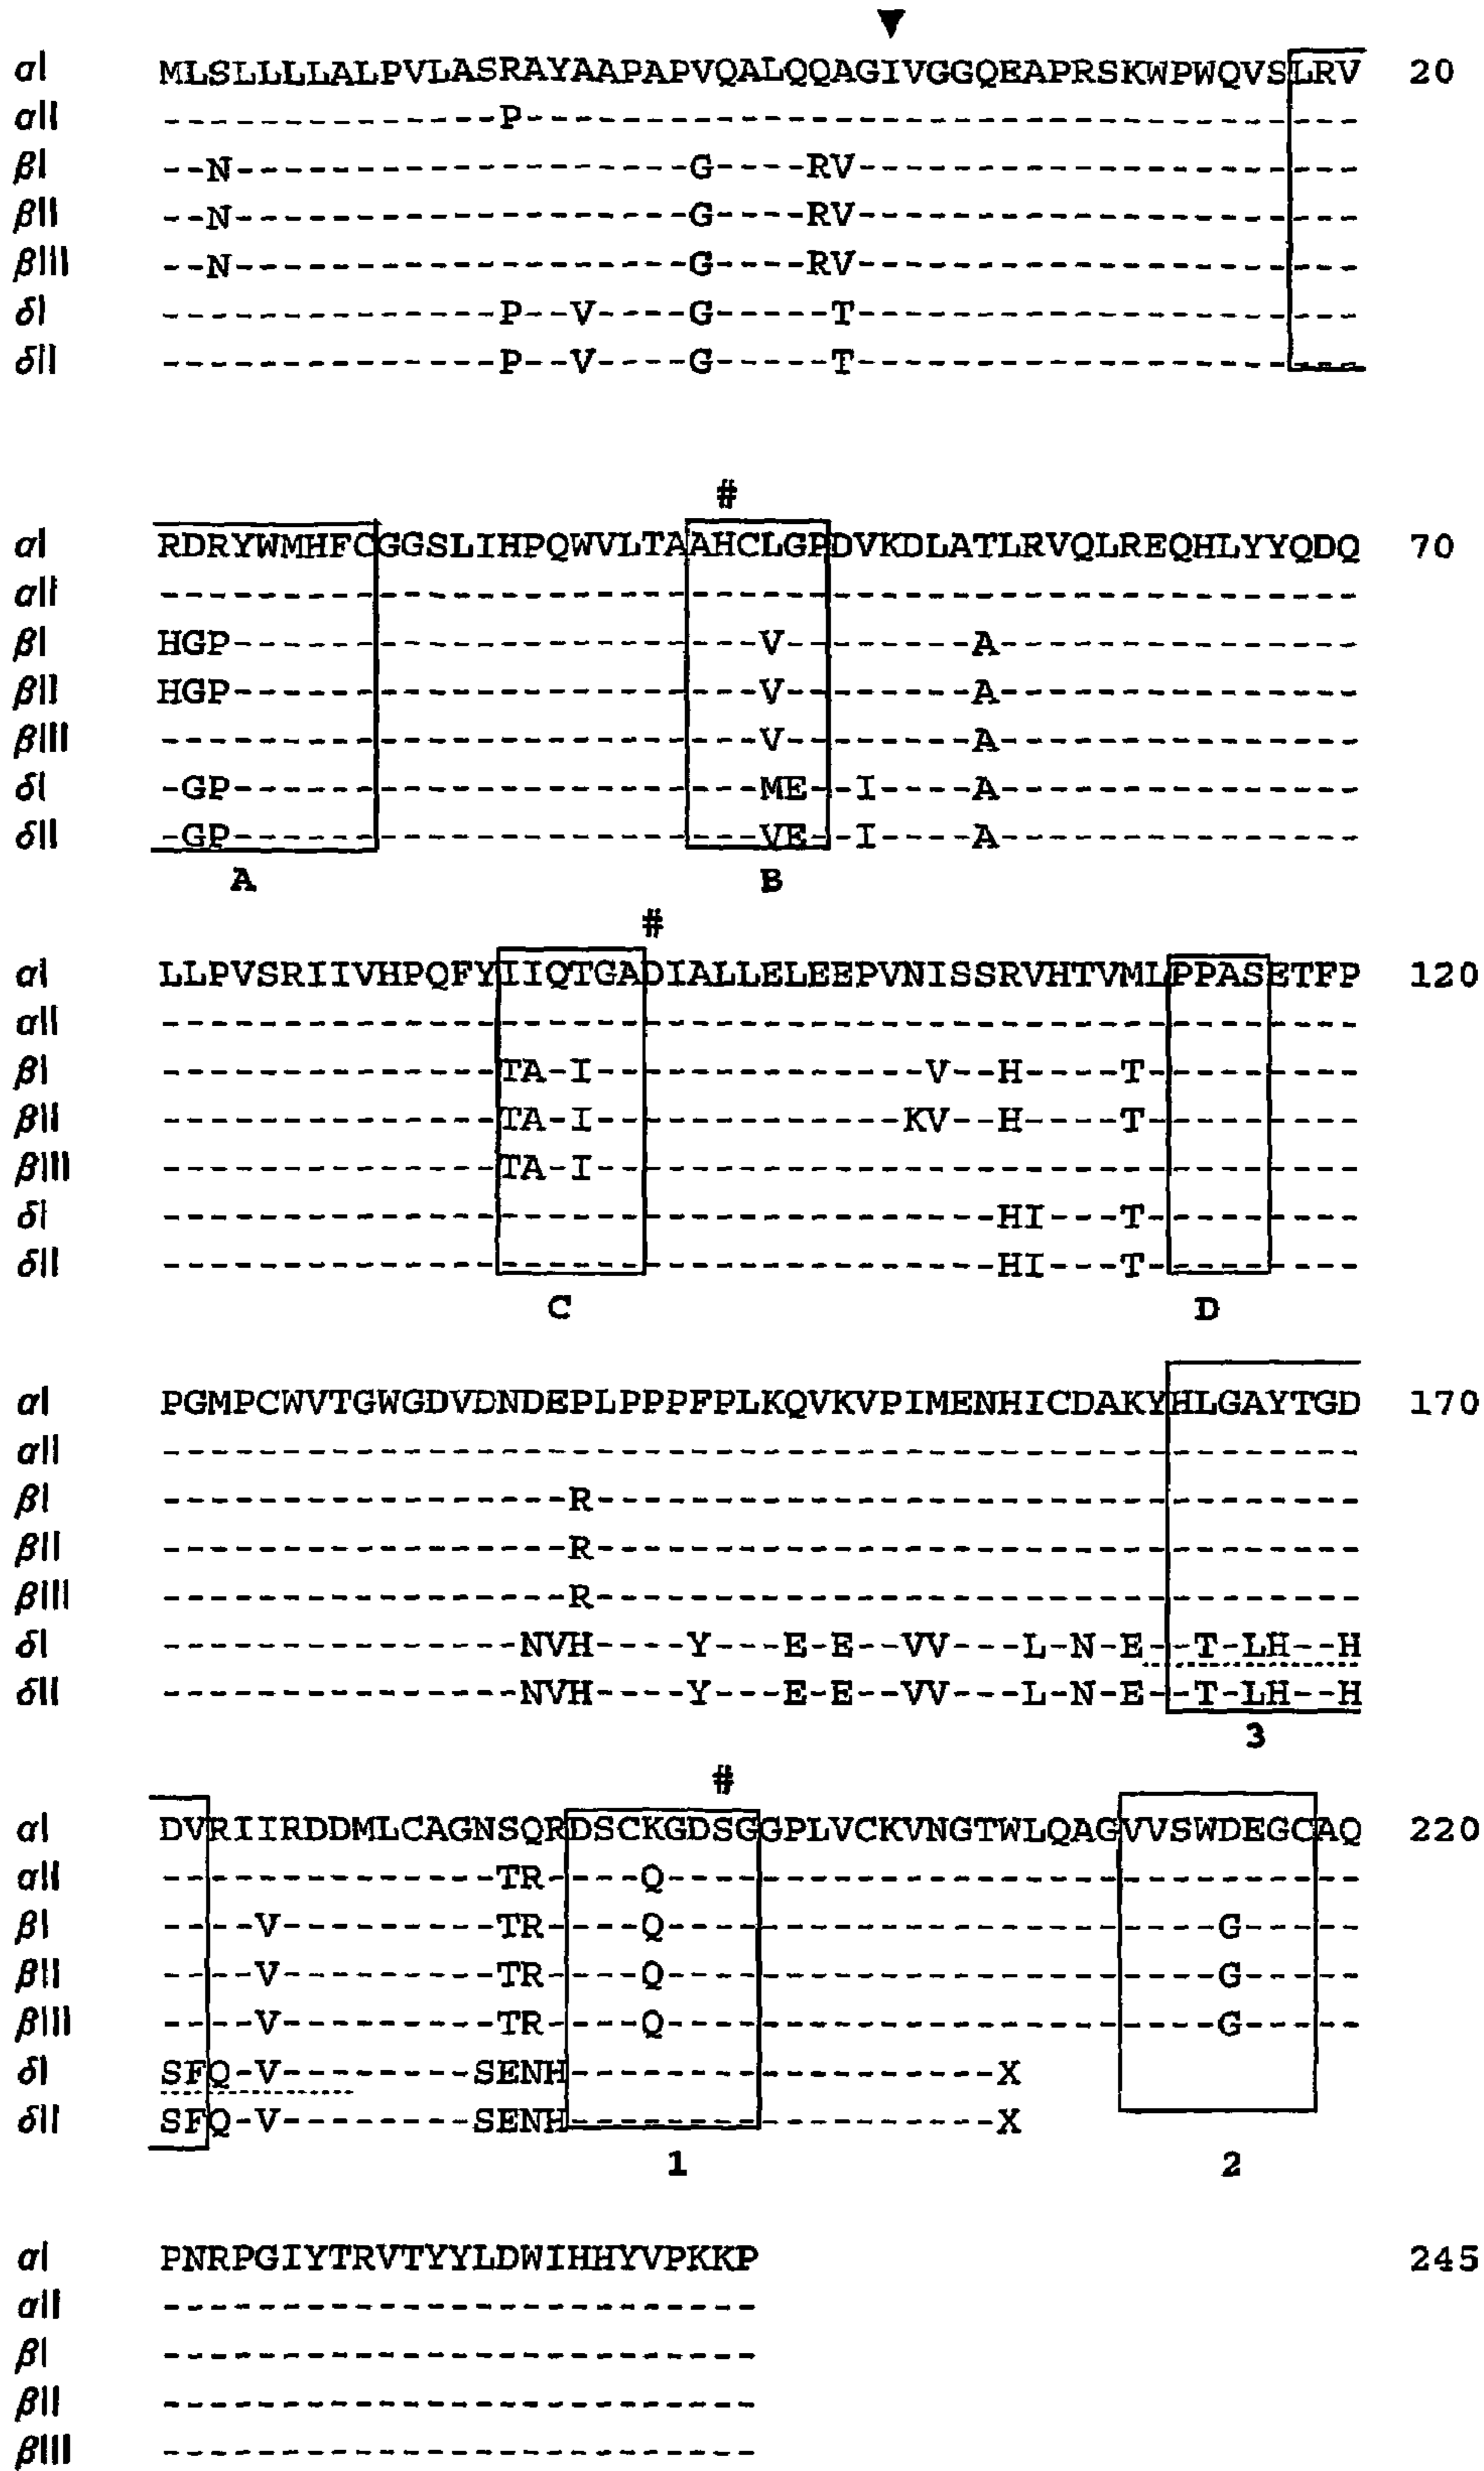 ▼
αI MLSLLLLALPVLASRAYAAPAPVQALQQAGIVGGQEAPRSKWPWQVSLRV 20
αII --------------P-----------------------------------
βI --N-------------------G----RV---------------------
βII --N-------------------G----RV---------------------
βIII --N-------------------G----RV---------------------
δI --------------P--V----G-----T---------------------
δII --------------P--V----G-----T---------------------
#
αI RDRYWMHFCGGSLIHPQWVLTAAHCLGPDVKDLATLRVQLREQHLYYQDQ 70
αII --------------------------------------------------
βI HGP----------------------V--------A---------------
βII HGP----------------------V--------A---------------
βIII -------------------------V--------A---------------
δI -GP----------------------ME--I----A---------------
δII -GP----------------------VE--I----A---------------
A B
#
αI LLPVSRIIVHPQFYIIQTGADIALLELEEPVNISSRVHTVMLPPASETFP 120
αII --------------------------------------------------
βI --------------TA-I--------------V--H----T---------
βII --------------TA-I-------------KV--H----T---------
βIII --------------TA-I--------------------------------
δI -----------------------------------HI---T---------
δII -----------------------------------HI---T---------
C D
αI PGMPCWVTGWGDVDNDEPLPPPFPLKQVKVPIMENHICDAKYHLGAYTGD 170
αII --------------------------------------------------
βI -----------------R--------------------------------
βII -----------------R--------------------------------
βIII -----------------R--------------------------------
δI ---------------NVH----Y---E-E--VV---L-N-E--T-LH--H
δII ---------------NVH----Y---E-E--VV---L-N-E--T-LH--H
3
#
αI DVRIIRDDMLCAGNSQRDSCKGDSGGPLVCKVNGTWLQAGVVSWDEGCAQ 220
αII --------------TR----Q-----------------------------
βI ----V---------TR----Q-----------------------G-----
βII ----V---------TR----Q-----------------------G-----
βIII ----V---------TR----Q-----------------------G-----
δI SFQ-V--------SENH------------------X
δII SFQ-V--------SENH------------------X
1 2
αI PNRPGIYTRVTYYLDWIHHYVPKKP 245
αII -------------------------
βI -------------------------
βII -------------------------
βIII -------------------------